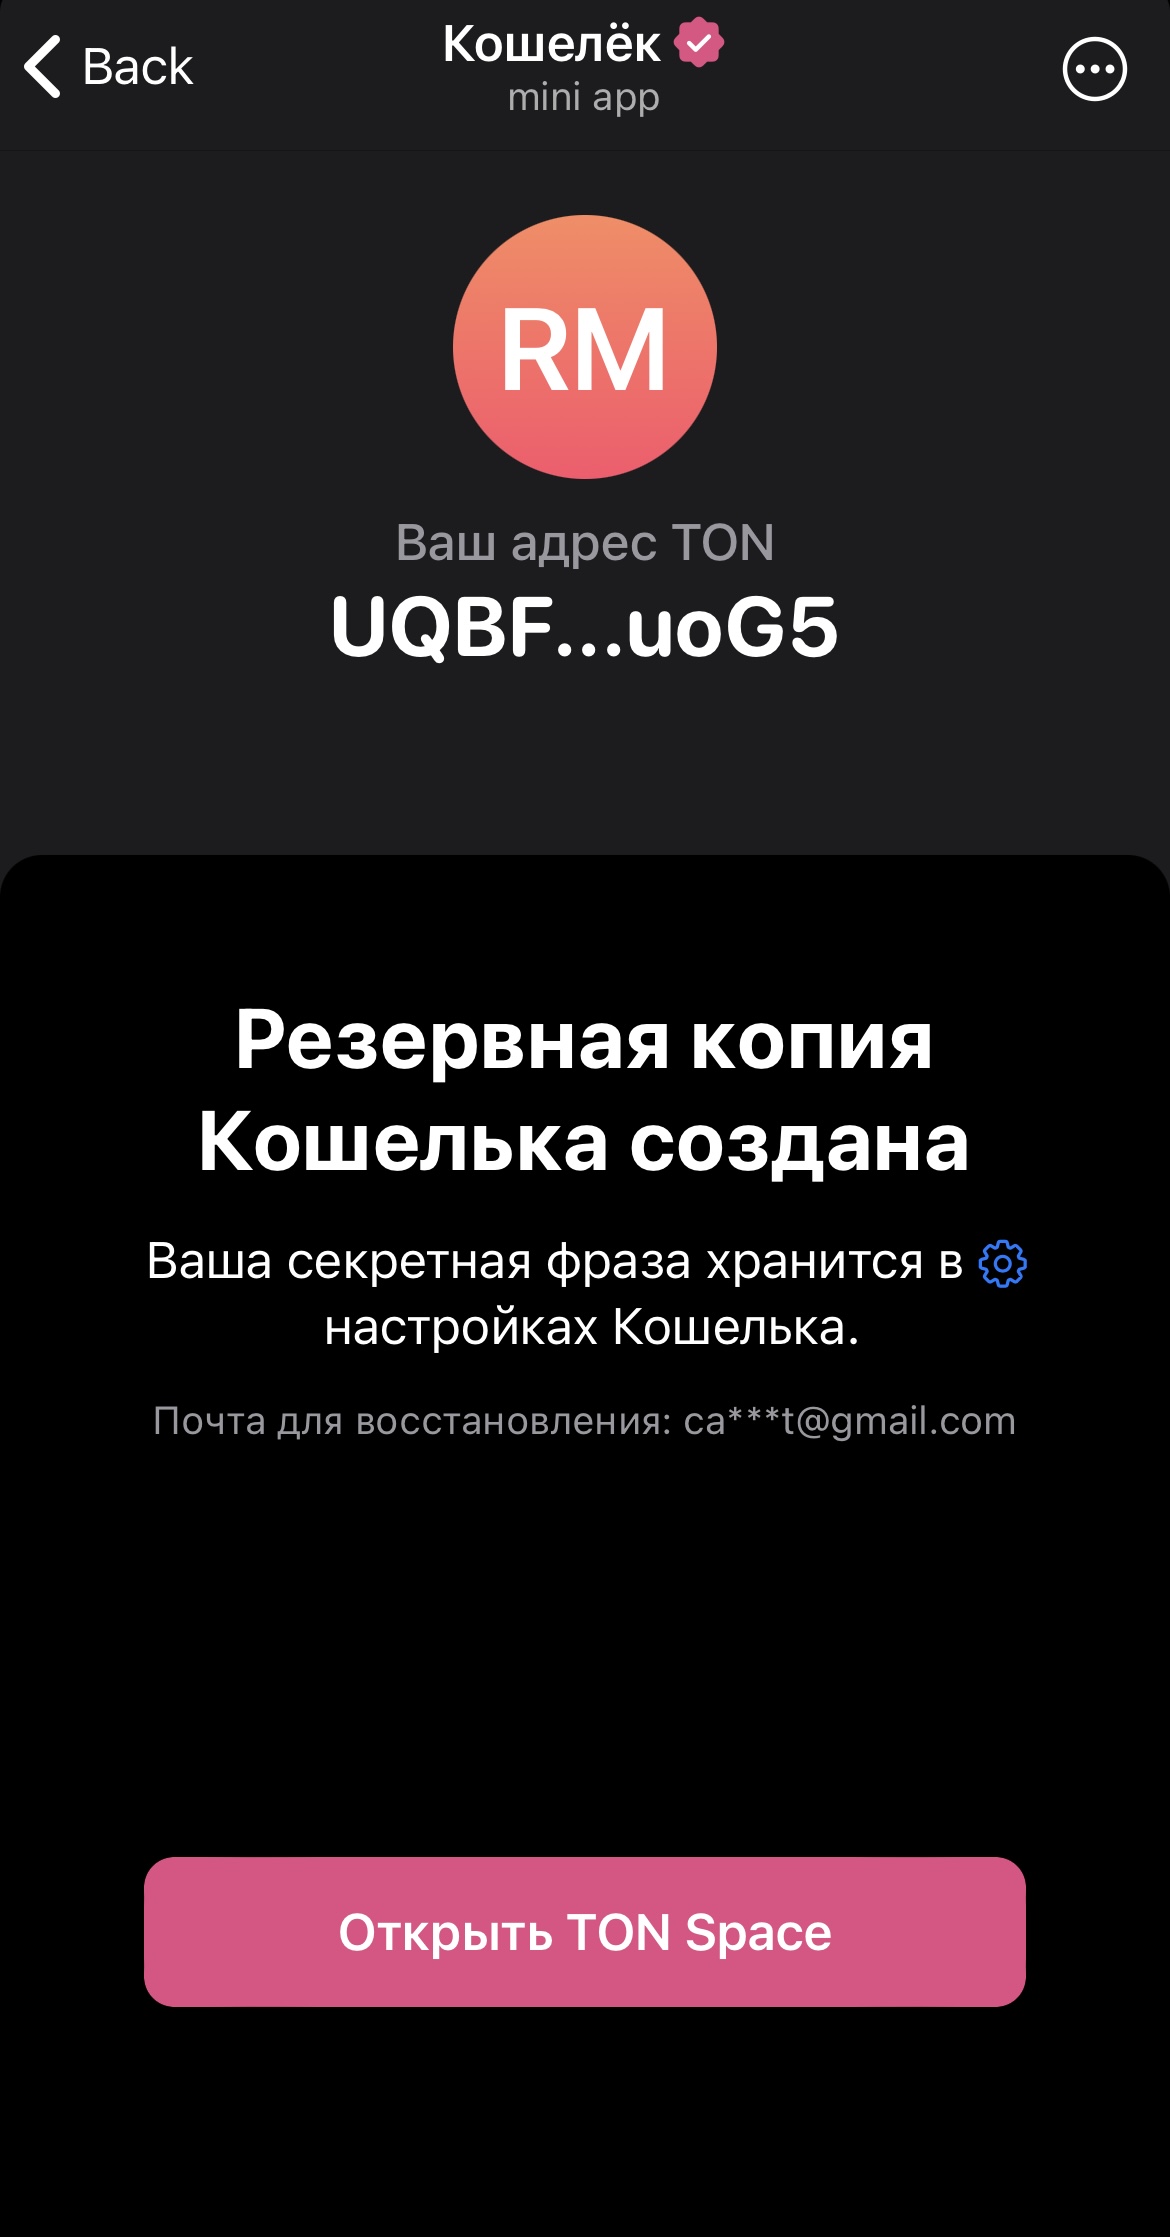 Back
Кошелёк
mini app
RM
Ваш адрес TON
UQBF...uoG5
Резервная копия
Кошелька создана
Ваша секретная фраза хранится в
настройках Кошелька.
Почта для восстановления: ca***t@gmail.com
Открыть TON Space